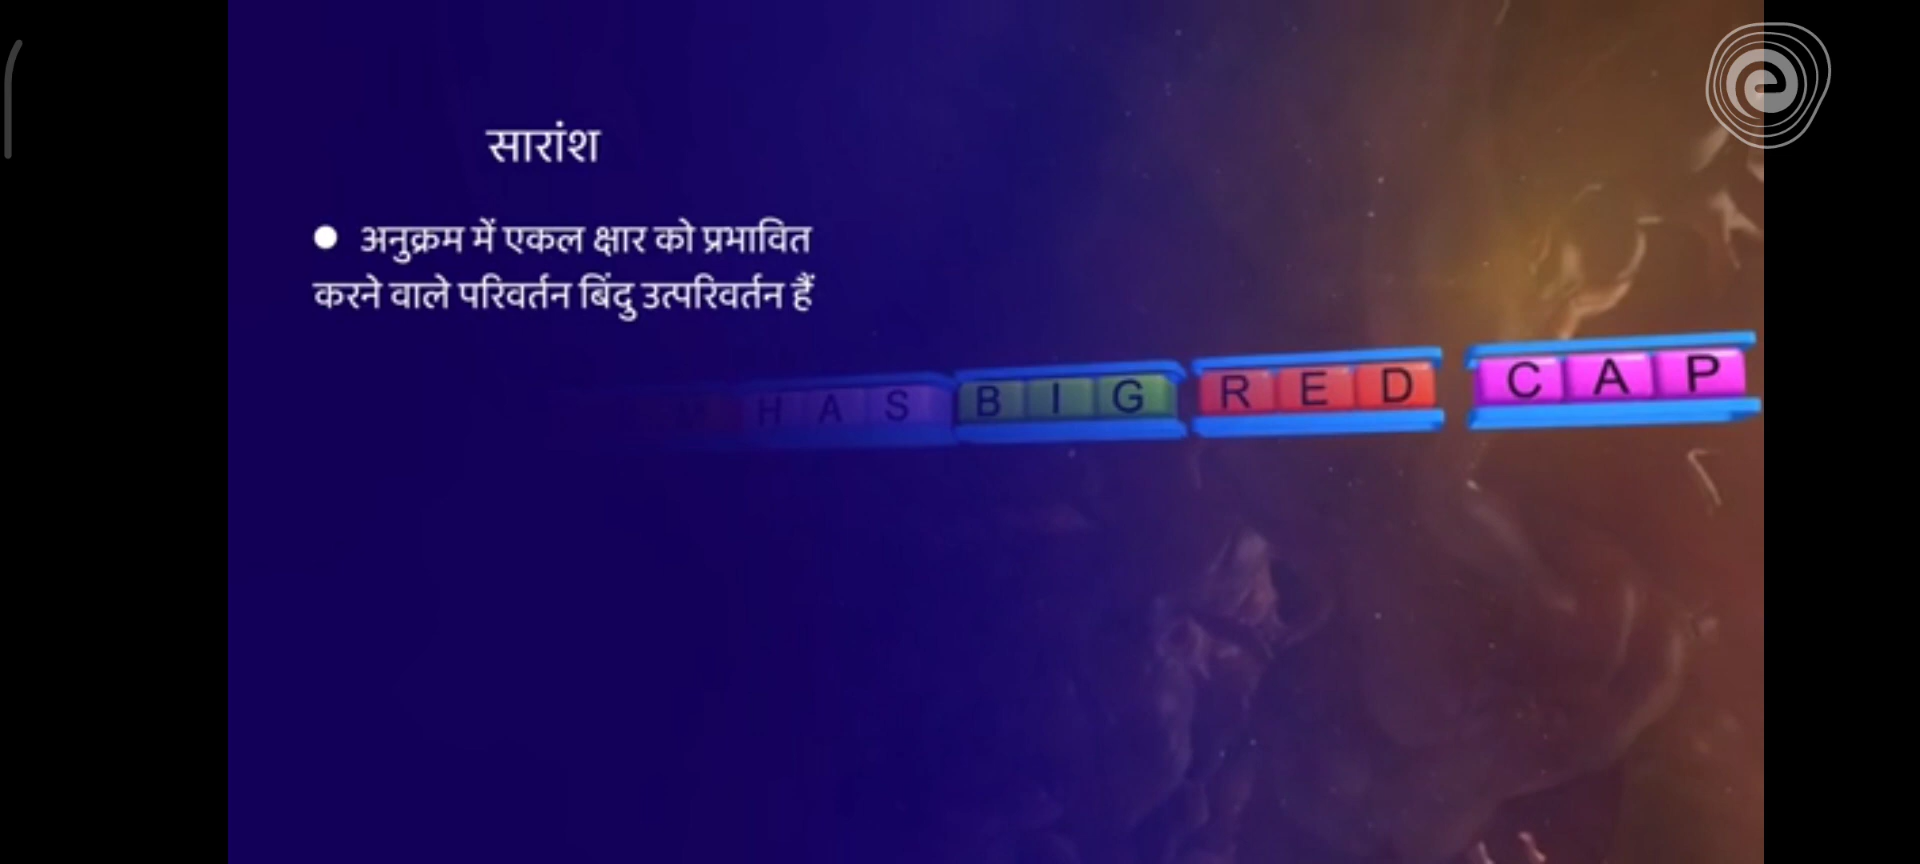 सारांश
● अनुक्रम में एकल क्षार को प्रभावित
करने वाले परिवर्तन बिंदु उत्परिवर्तन हैं
HAS BIG RED CAP